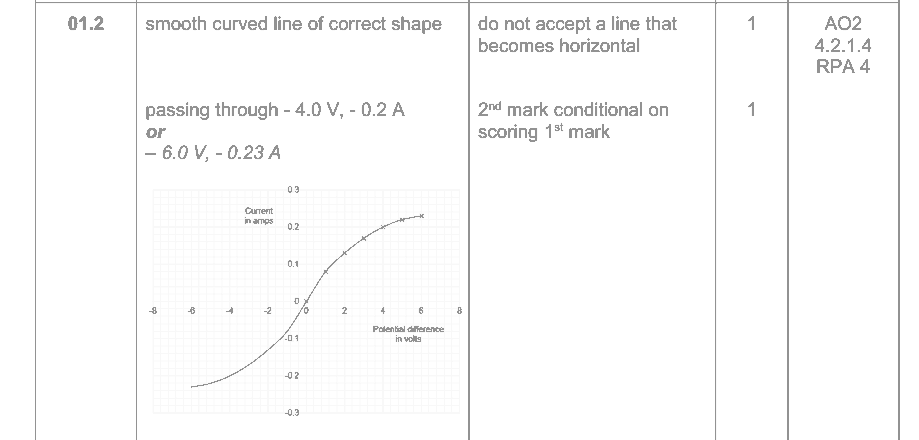 01.2
smooth curved line of correct shape
do not accept a line that
becomes horizontal
1
AO2
4.2.1.4
RPA 4
passing through - 4.0 V, - 0.2 A
or
– 6.0 V, - 0.23 A
2nd mark conditional on
scoring 1st mark
1
0.3
Current
in amps
0.2
0.1
0
-8 -6 -4 -2 0 2 4 6 8
Potential difference
in volts
-0.1
-0.2
-0.3